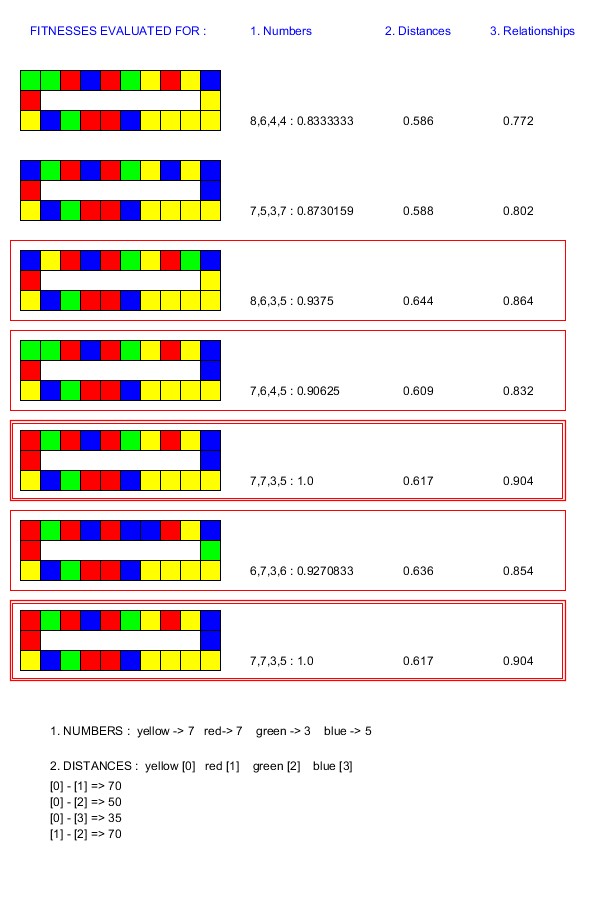 FITNESSES EVALUATED FOR : 1. Numbers 2. Distances 3. Relationships
8,6,4,4 : 0.8333333 0.586 0.772
7,5,3,7 : 0.8730159 0.588 0.802
8,6,3,5 : 0.9375 0.644 0.864
7,6,4,5 : 0.90625 0.609 0.832
7,7,3,5 : 1.0 0.617 0.904
6,7,3,6 : 0.9270833 0.636 0.854
7,7,3,5 : 1.0 0.617 0.904
1. NUMBERS : yellow -> 7 red-> 7 green -> 3 blue -> 5
2. DISTANCES : yellow [0] red [1] green [2] blue [3]
[0] - [1] => 70
[0] - [2] => 50
[0] - [3] => 35
[1] - [2] => 70